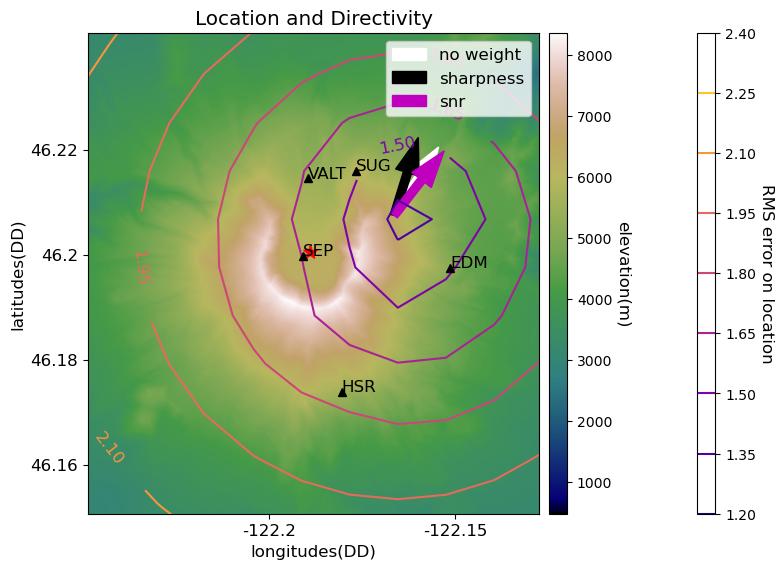 Location and Directivity
no weight
sharpness
snr
1.50
VALT
SUG
SEP
EDM
HSR
1.95
2.10
46.22
46.2
46.18
46.16
latitudes(DD)
-122.2
-122.15
longitudes(DD)
8000
7000
6000
5000
4000
3000
2000
1000
elevation(m)
2.40
2.25
2.10
1.95
1.80
1.65
1.50
1.35
1.20
RMS error on location